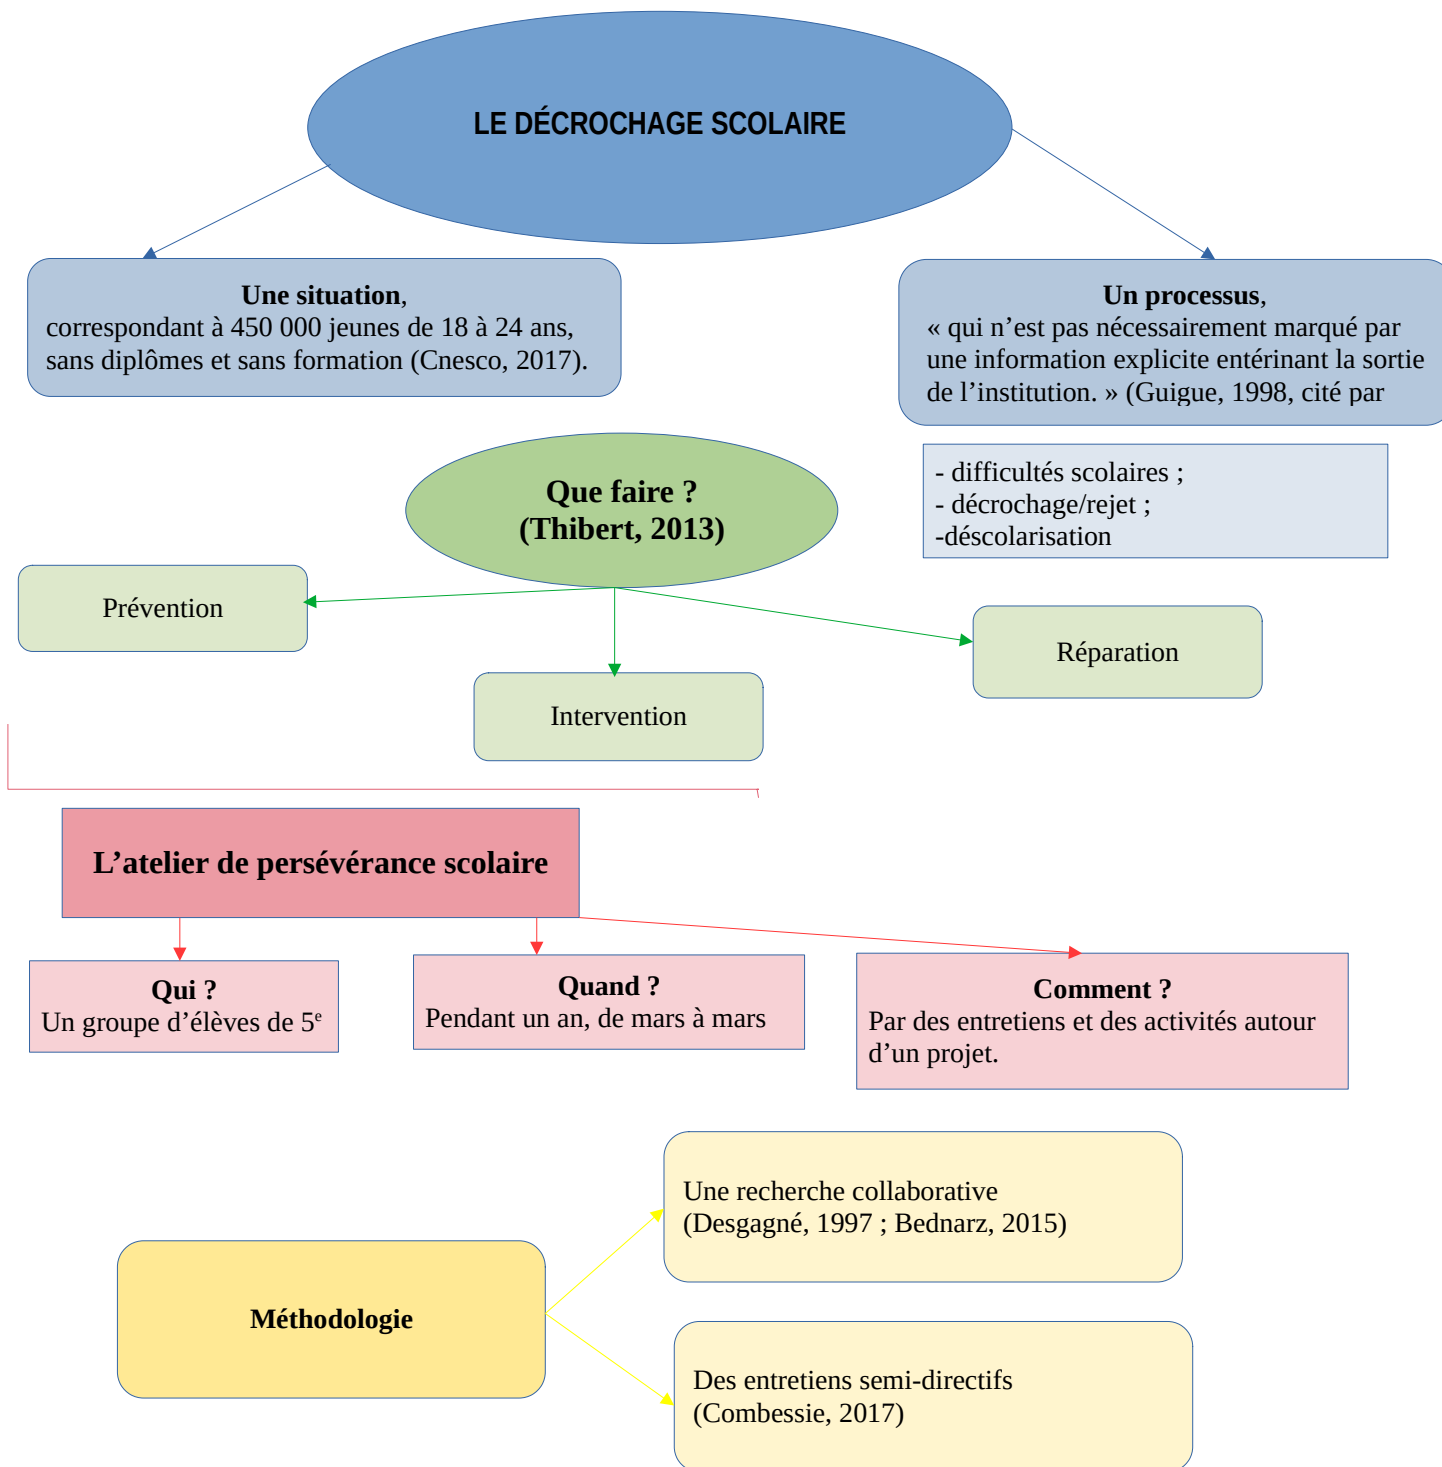 LE DÉCROCHAGE SCOLAIRE
Une situation,
correspondant à 450 000 jeunes de 18 à 24 ans,
sans diplômes et sans formation (Cnesco, 2017).
Un processus,
« qui n’est pas nécessairement marqué par
une information explicite entérinant la sortie
de l’institution. » (Guigue, 1998, cité par
- difficultés scolaires ;
- décrochage/rejet ;
-déscolarisation
Que faire ?
(Thibert, 2013)
Prévention
Intervention
Réparation
L’atelier de persévérance scolaire
Qui ?
Un groupe d’élèves de 5e
Quand ?
Pendant un an, de mars à mars
Comment ?
Par des entretiens et des activités autour
d’un projet.
Méthodologie
Une recherche collaborative
(Desgagné, 1997 ; Bednarz, 2015)
Des entretiens semi-directifs
(Combessie, 2017)